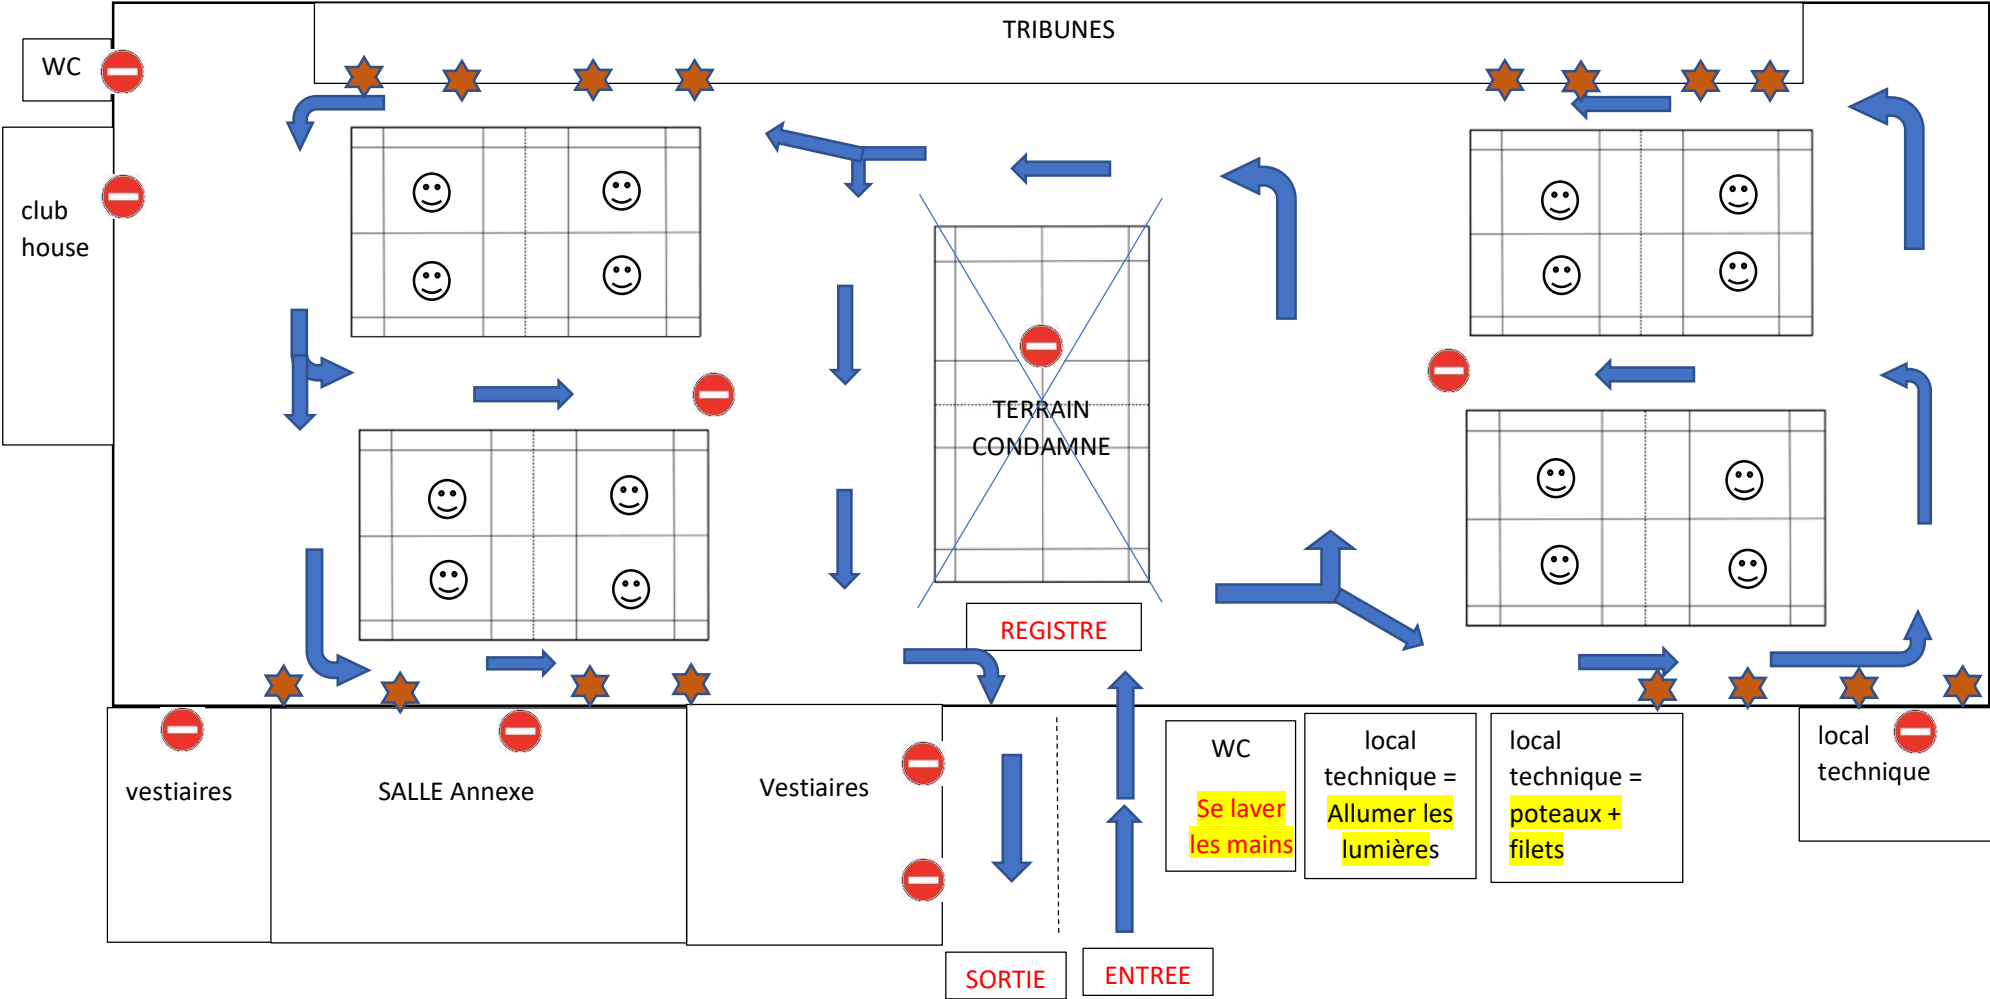 TRIBUNES
WC
club
house
TERRAIN
CONDAMNE
REGISTRE
vestiaires
SALLE Annexe
Vestiaires
WC
Se laver
les mains
local
technique =
Allumer les
lumières
local
technique =
poteaux +
filets
local
technique
SORTIE
ENTREE